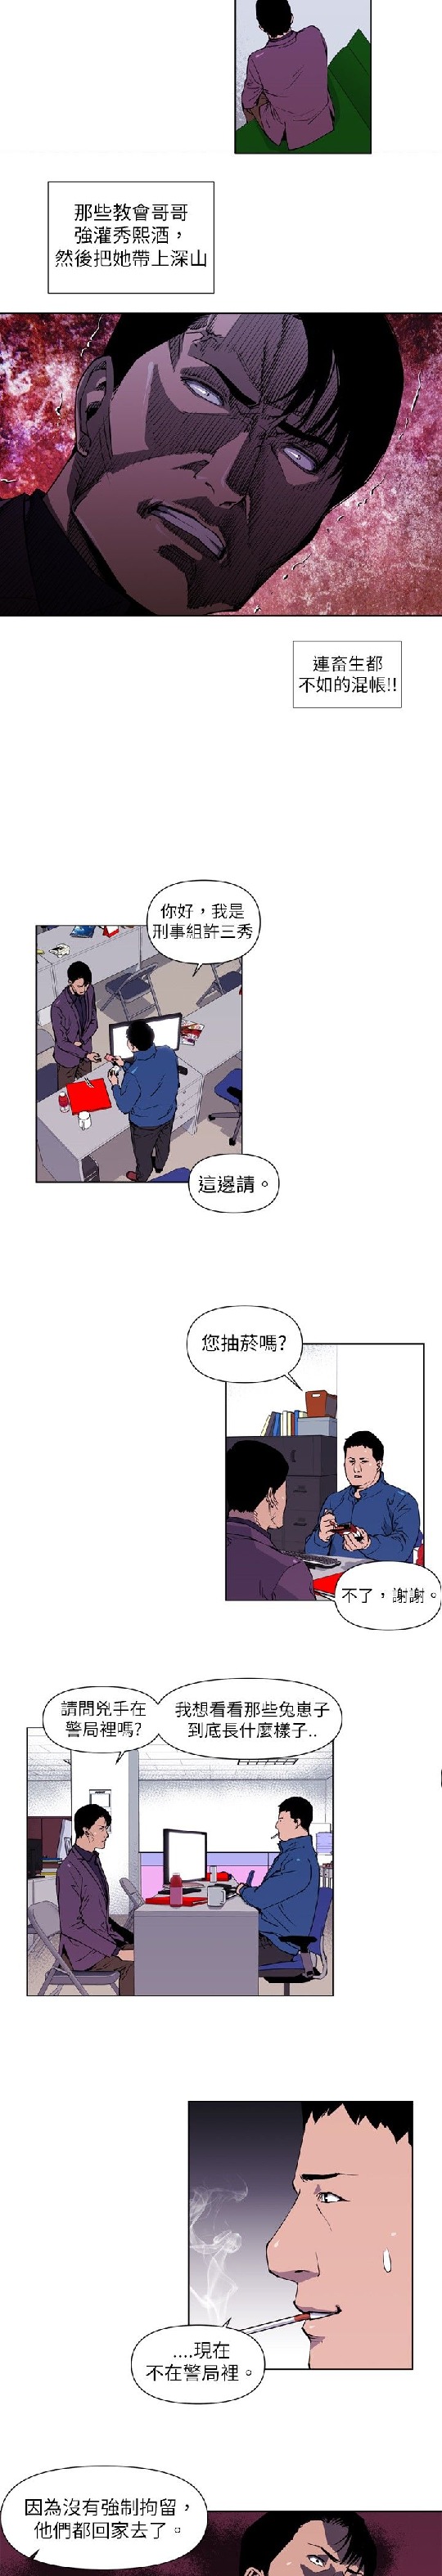 那些教會哥哥
強灌秀熙酒，
然後把她帶上深山
連畜生都
不如的混帳!!
你好，我是
刑事組許三秀
這邊請。
您抽菸嗎?
不了，謝謝。
請問兇手在
警局裡嗎?
我想看看那些兔崽子
到底長什麼樣子..
....現在
不在警局裡。
因為沒有強制拘留，
他們都回家去了。